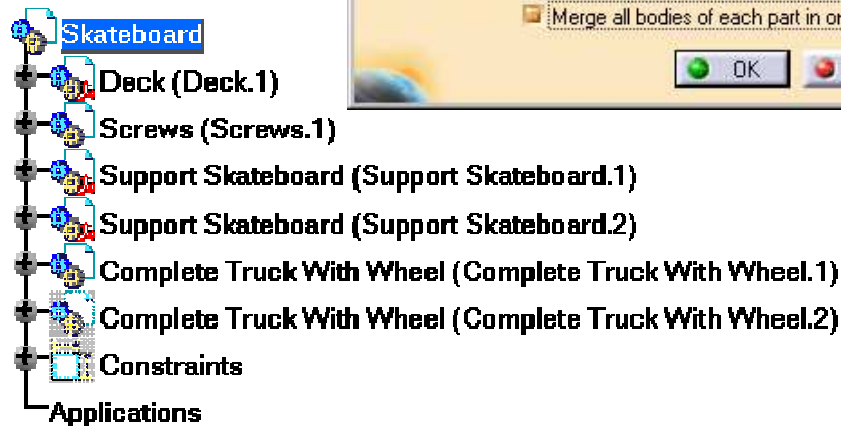 Merge all bodies of each part in
Skateboard
OK
Deck (Deck.1)
Screws (Screws.1)
Support Skateboard (Support Skateboard.1)
Support Skateboard (Support Skateboard.2)
Complete Truck With Wheel (Complete Truck With Wheel.1)
Complete Truck With Wheel (Complete Truck With Wheel.2)
Constraints
Applications